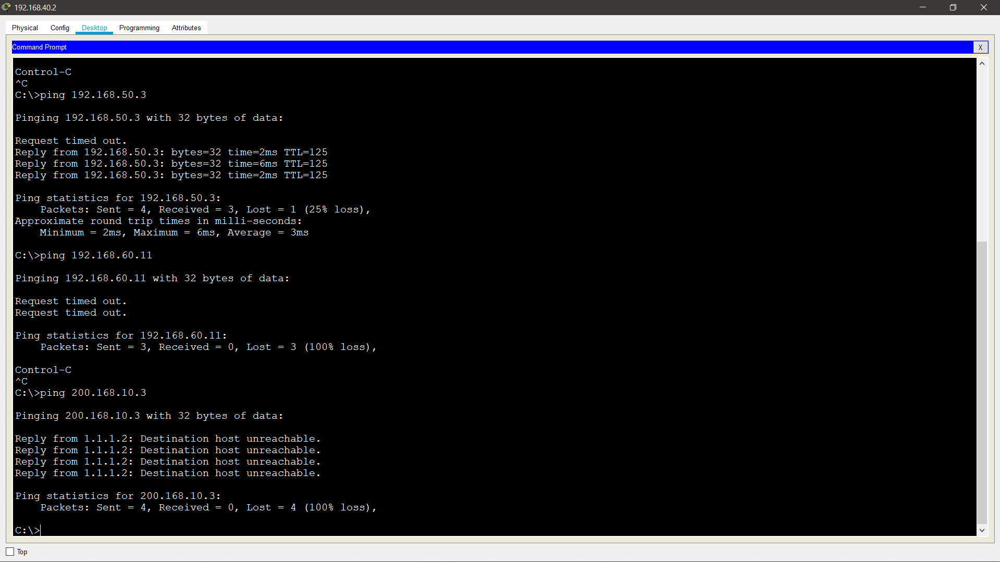 192.168.40.2
Physical Config Desktop Programming Attributes
Command Prompt
X
Control-C
^C
C:\>ping 192.168.50.3
Pinging 192.168.50.3 with 32 bytes of data:
Request timed out.
Reply from 192.168.50.3: bytes=32 time=2ms TTL=125
Reply from 192.168.50.3: bytes=32 time=6ms TTL=125
Reply from 192.168.50.3: bytes=32 time=2ms TTL=125
Ping statistics for 192.168.50.3:
    Packets: Sent = 4, Received = 3, Lost = 1 (25% loss),
Approximate round trip times in milli-seconds:
    Minimum = 2ms, Maximum = 6ms, Average = 3ms
C:\>ping 192.168.60.11
Pinging 192.168.60.11 with 32 bytes of data:
Request timed out.
Request timed out.
Ping statistics for 192.168.60.11:
    Packets: Sent = 3, Received = 0, Lost = 3 (100% loss),
Control-C
^C
C:\>ping 200.168.10.3
Pinging 200.168.10.3 with 32 bytes of data:
Reply from 1.1.1.2: Destination host unreachable.
Reply from 1.1.1.2: Destination host unreachable.
Reply from 1.1.1.2: Destination host unreachable.
Reply from 1.1.1.2: Destination host unreachable.
Ping statistics for 200.168.10.3:
    Packets: Sent = 4, Received = 0, Lost = 4 (100% loss),
C:\>
Top